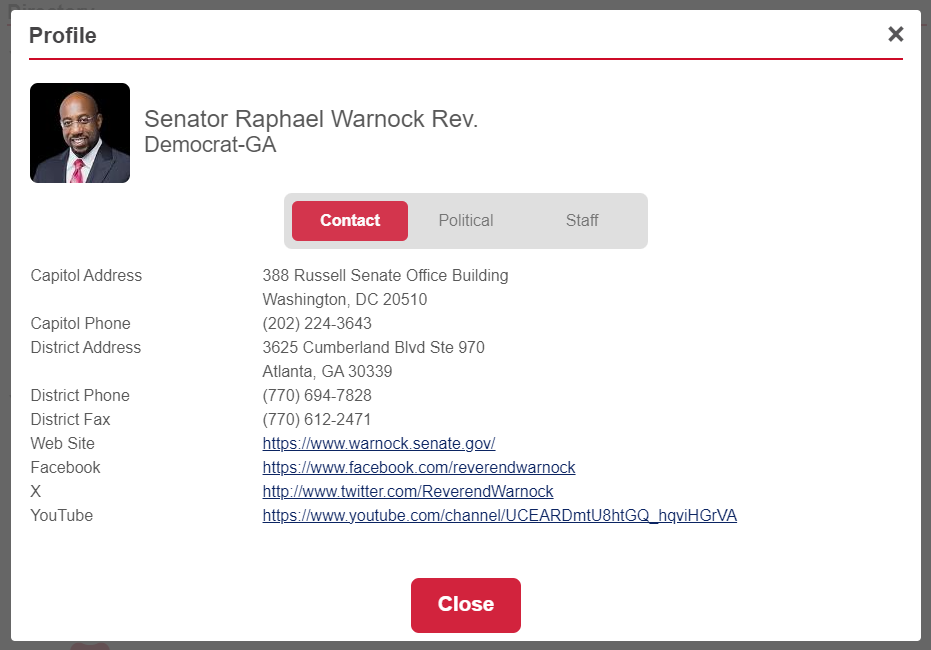 Directory
Profile
×
Senator Raphael Warnock Rev.
Democrat-GA
Contact Political Staff
Capitol Address 388 Russell Senate Office Building
Washington, DC 20510
Capitol Phone (202) 224-3643
District Address 3625 Cumberland Blvd Ste 970
Atlanta, GA 30339
District Phone (770) 694-7828
District Fax (770) 612-2471
Web Site https://www.warnock.senate.gov/
Facebook https://www.facebook.com/reverendwarnock
X http://www.twitter.com/ReverendWarnock
YouTube https://www.youtube.com/channel/UCEARDmtU8htGQ_hqviHGrVA
Close